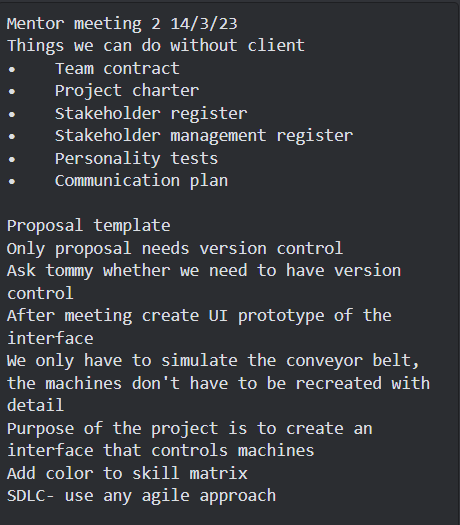 Mentor meeting 2 14/3/23
Things we can do without client
•    Team contract
•    Project charter
•    Stakeholder register
•    Stakeholder management register
•    Personality tests
•    Communication plan

Proposal template
Only proposal needs version control
Ask tommy whether we need to have version
control
After meeting create UI prototype of the
interface
We only have to simulate the conveyor belt,
the machines don't have to be recreated with
detail
Purpose of the project is to create an
interface that controls machines
Add color to skill matrix
SDLC- use any agile approach